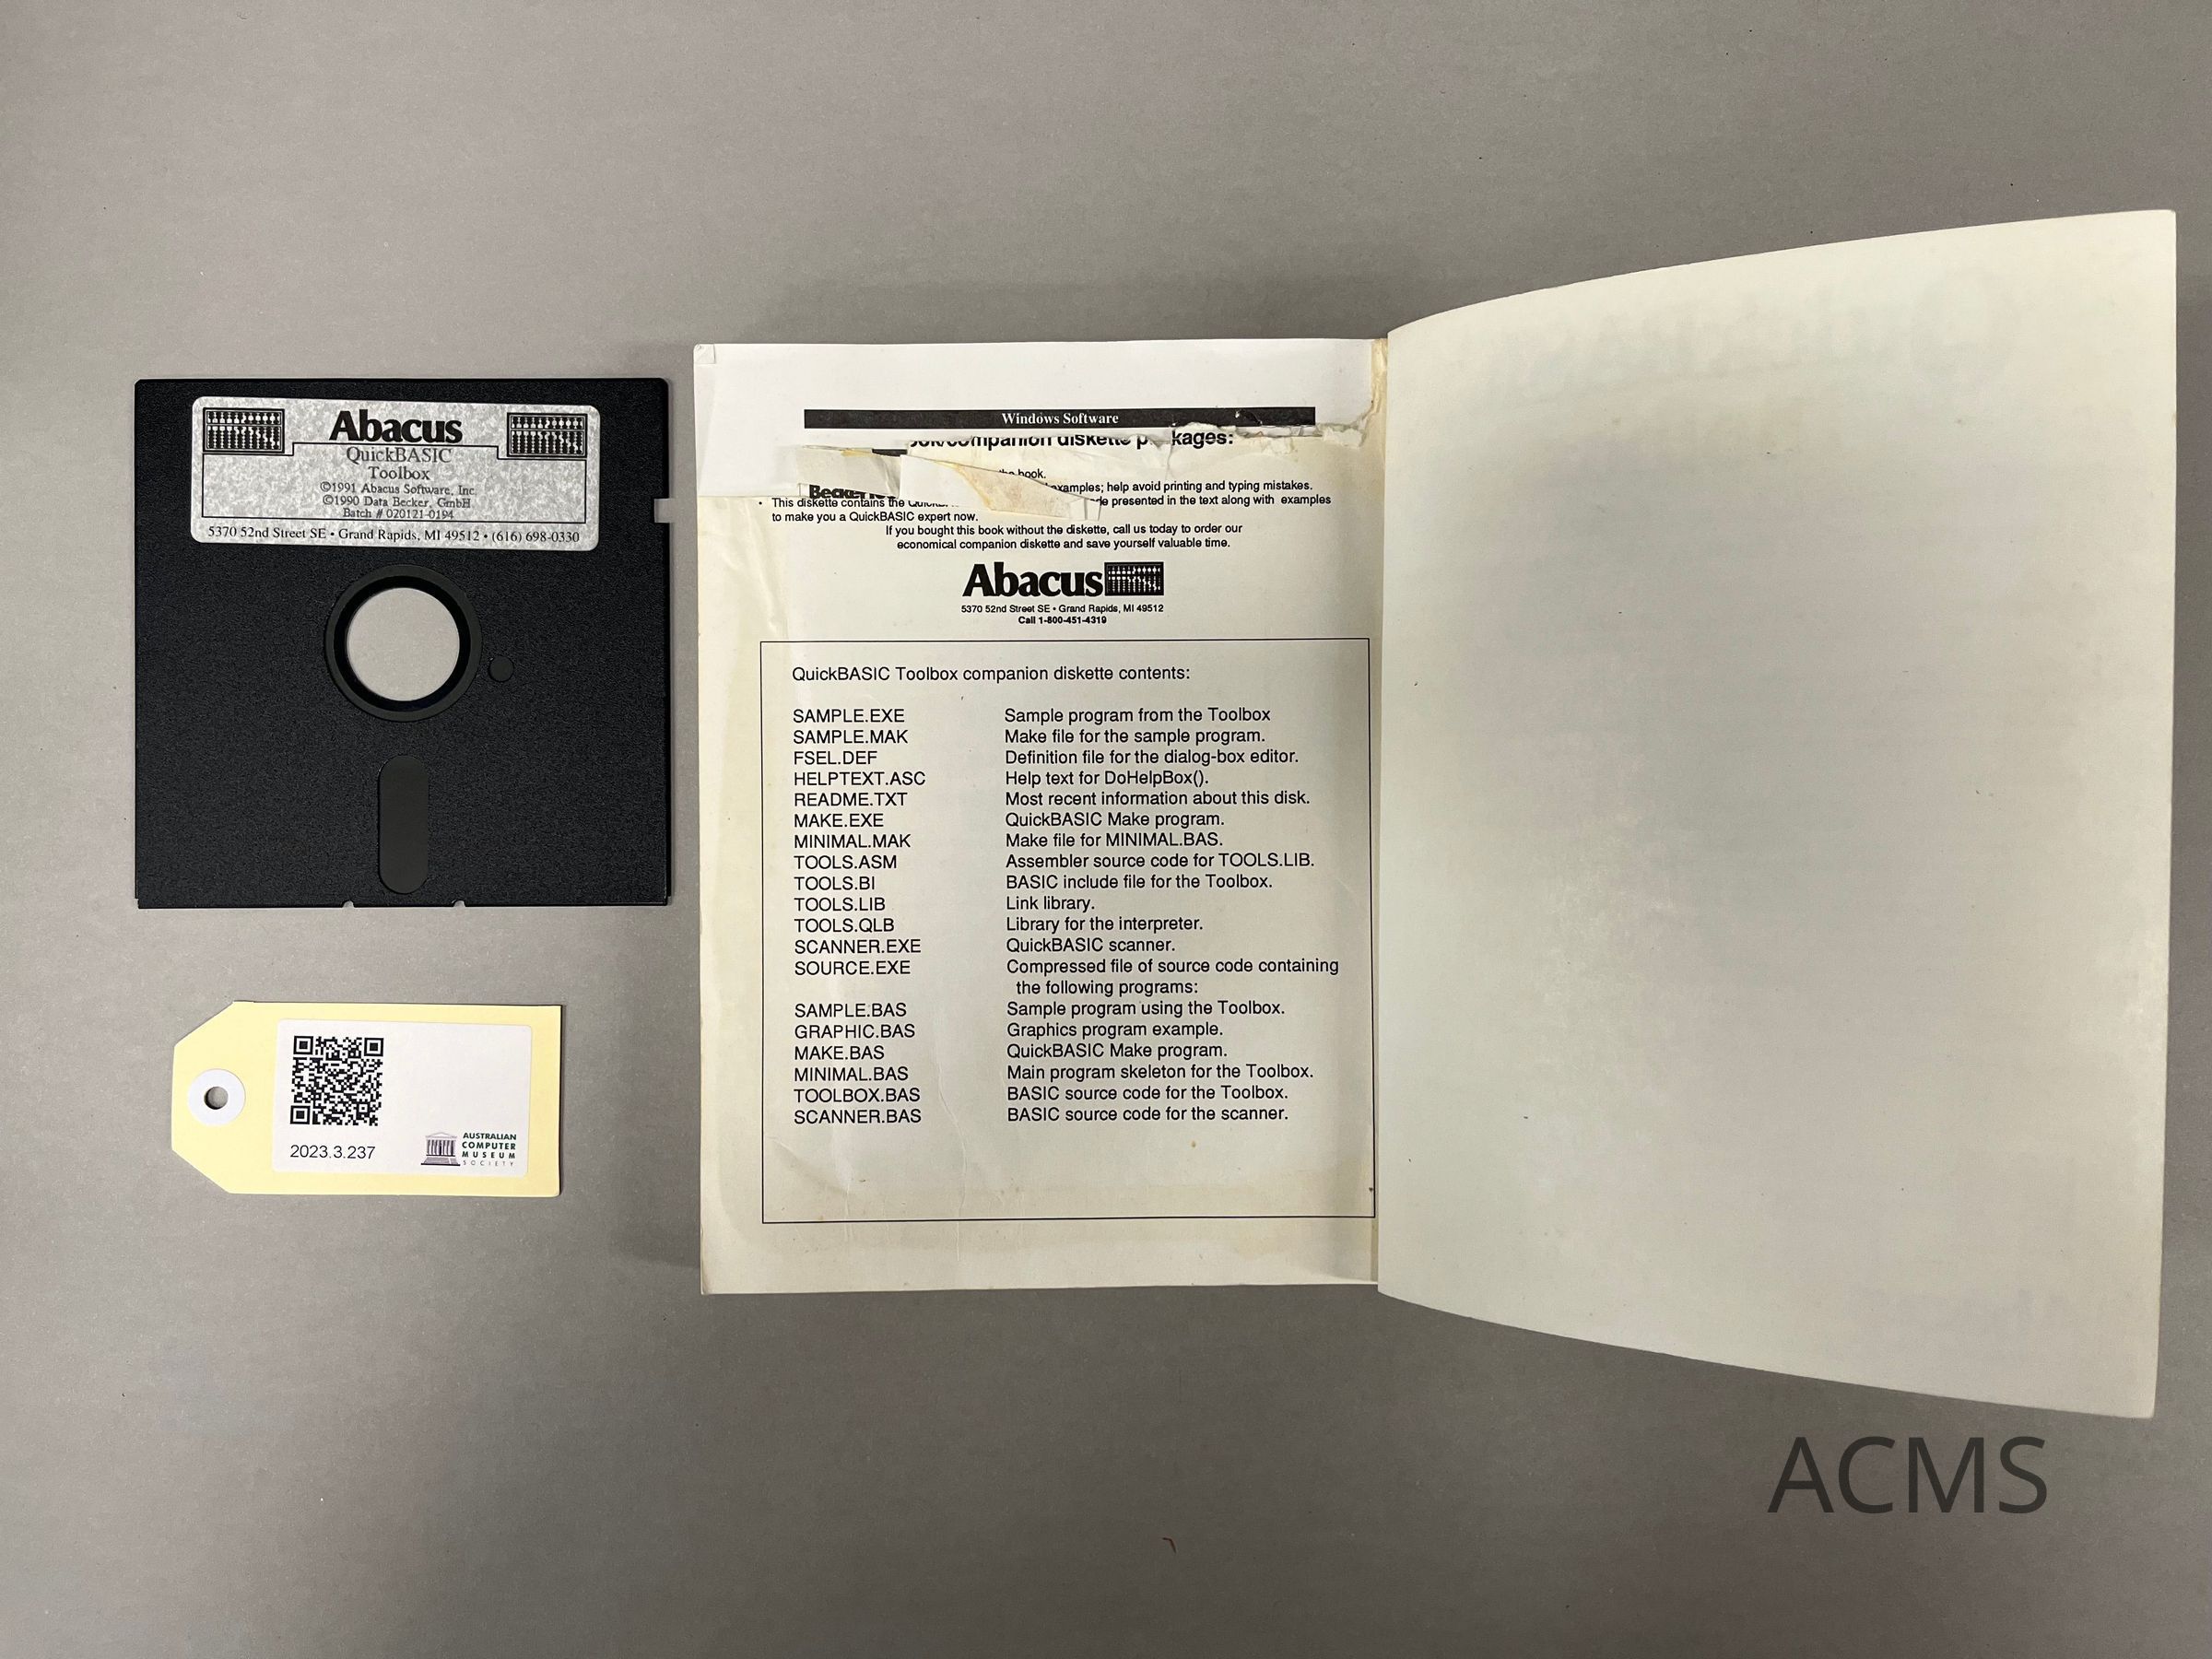 Abacus
QuickBASIC
Toolbox
©1991 Abacus Software, Inc.
©1990 Data Becker, GmbH
Batch # 020121-0194
5370 52nd Street SE • Grand Rapids, MI 49512 • (616) 698-0330
2023.3.237
AUSTRALIAN
COMPUTER
MUSEUM
SOCIETY
Windows Software
companion diskette kages:
book.
examples; help avoid printing and typing mistakes.
• This diskette contains the presented in the text along with examples
to make you a QuickBASIC expert now.
If you bought this book without the diskette, call us today to order our
economical companion diskette and save yourself valuable time.
Abacus
5370 52nd Street SE • Grand Rapids, MI 49512
Call 1-800-451-4319
QuickBASIC Toolbox companion diskette contents:
SAMPLE.EXE Sample program from the Toolbox
SAMPLE.MAK Make file for the sample program.
FSEL.DEF Definition file for the dialog-box editor.
HELPTEXT.ASC Help text for DoHelpBox().
README.TXT Most recent information about this disk.
MAKE.EXE QuickBASIC Make program.
MINIMAL.MAK Make file for MINIMAL.BAS.
TOOLS.ASM Assembler source code for TOOLS.LIB.
TOOLS.BI BASIC include file for the Toolbox.
TOOLS.LIB Link library.
TOOLS.QLB Library for the interpreter.
SCANNER.EXE QuickBASIC scanner.
SOURCE.EXE Compressed file of source code containing
the following programs:
SAMPLE.BAS Sample program using the Toolbox.
GRAPHIC.BAS Graphics program example.
MAKE.BAS QuickBASIC Make program.
MINIMAL.BAS Main program skeleton for the Toolbox.
TOOLBOX.BAS BASIC source code for the Toolbox.
SCANNER.BAS BASIC source code for the scanner.
ACMS